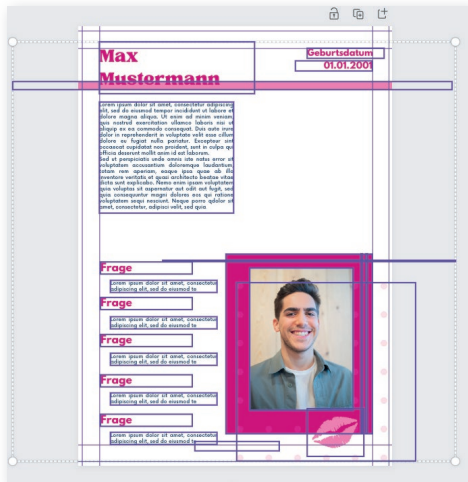 Max
Mustermann
Geburtsdatum
01.01.2001
Lorem ipsum dolor sit amet, consectetur adipiscing
elit, sed do eiusmod tempor incididunt ut labore et
dolore magna aliqua. Ut enim ad minim veniam,
quis nostrud exercitation ullamco laboris nisi ut
aliquip ex ea commodo consequat. Duis aute irure
dolor in reprehenderit in voluptate velit esse cillum
dolore eu fugiat nulla pariatur. Excepteur sint
occaecat cupidatat non proident, sunt in culpa qui
officia deserunt mollit anim id est laborum.
Sed ut perspiciatis unde omnis iste natus error sit
voluptatem accusantium doloremque laudantium,
totam rem aperiam, eaque ipsa quae ab illo
inventore veritatis et quasi architecto beatae vitae
dicta sunt explicabo. Nemo enim ipsam voluptatem
quia voluptas sit aspernatur aut odit aut fugit, sed
quia consequuntur magni dolores eos qui ratione
voluptatem sequi nesciunt. Neque porro qdolor sit
amet, consectetur, adipisci velit, sed quia
Frage
Lorem ipsum dolor sit amet, consectetur
adipiscing elit, sed do eiusmod te
Frage
Lorem ipsum dolor sit amet, consectetur
adipiscing elit, sed do eiusmod te
Frage
Lorem ipsum dolor sit amet, consectetur
adipiscing elit, sed do eiusmod te
Frage
Lorem ipsum dolor sit amet, consectetur
adipiscing elit, sed do eiusmod te
Frage
Lorem ipsum dolor sit amet, consectetur
adipiscing elit, sed do eiusmod te